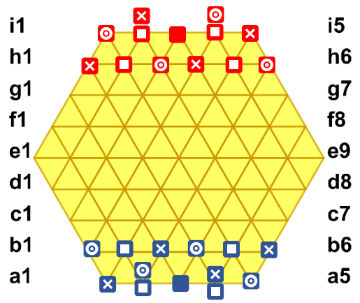 i1 i5
h1 h6
g1 g7
f1 f8
e1 e9
d1 d8
c1 c7
b1 b6
a1 a5